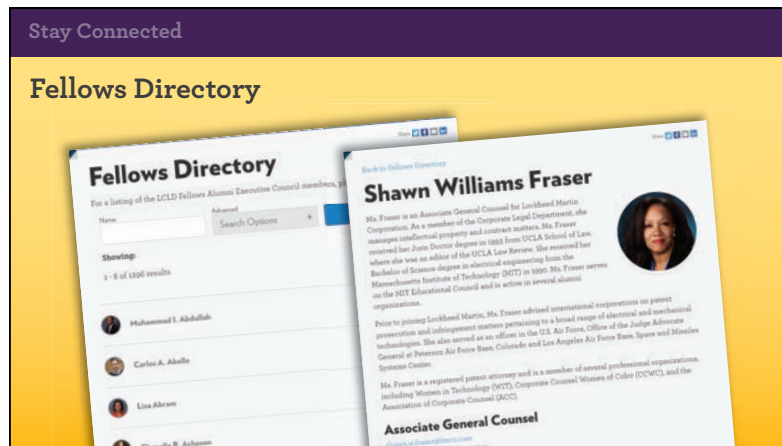 Stay Connected
Fellows Directory
Share
Fellows Directory
For a listing of the LCLD Fellows Alumni Executive Council members,
Name
Advanced
Search Options +
Showing:
1 - 8 of 1296 results
Muhammad I. Abdullah
Carlos A. Abello
Lisa Abram
Share
Back to Fellows Directory
Shawn Williams Fraser
Ms. Fraser is an Associate General Counsel for Lockheed Martin
Corporation. As a member of the Corporate Legal Department, she
manages intellectual property and contract matters. Ms. Fraser
received her Juris Doctor degree in 1993 from UCLA School of Law,
where she was an editor of the UCLA Law Review. She received her
Bachelor of Science degree in electrical engineering from the
Massachusetts Institute of Technology (MIT) in 1990. Ms. Fraser serves
on the MIT Educational Council and is active in several alumni
organizations.
Prior to joining Lockheed Martin, Ms. Fraser advised international corporations on patent
prosecution and infringement matters pertaining to a broad range of electrical and mechanical
technologies. She also served as an officer in the U.S. Air Force, Office of the Judge Advocate
General at Peterson Air Force Base, Colorado and Los Angeles Air Force Base, Space and Missiles
Systems Center.
Ms. Fraser is a registered patent attorney and is a member of several professional organizations,
including Women in Technology (WIT), Corporate Counsel Women of Color (CCWC), and the
Association of Corporate Counsel (ACC).
Associate General Counsel